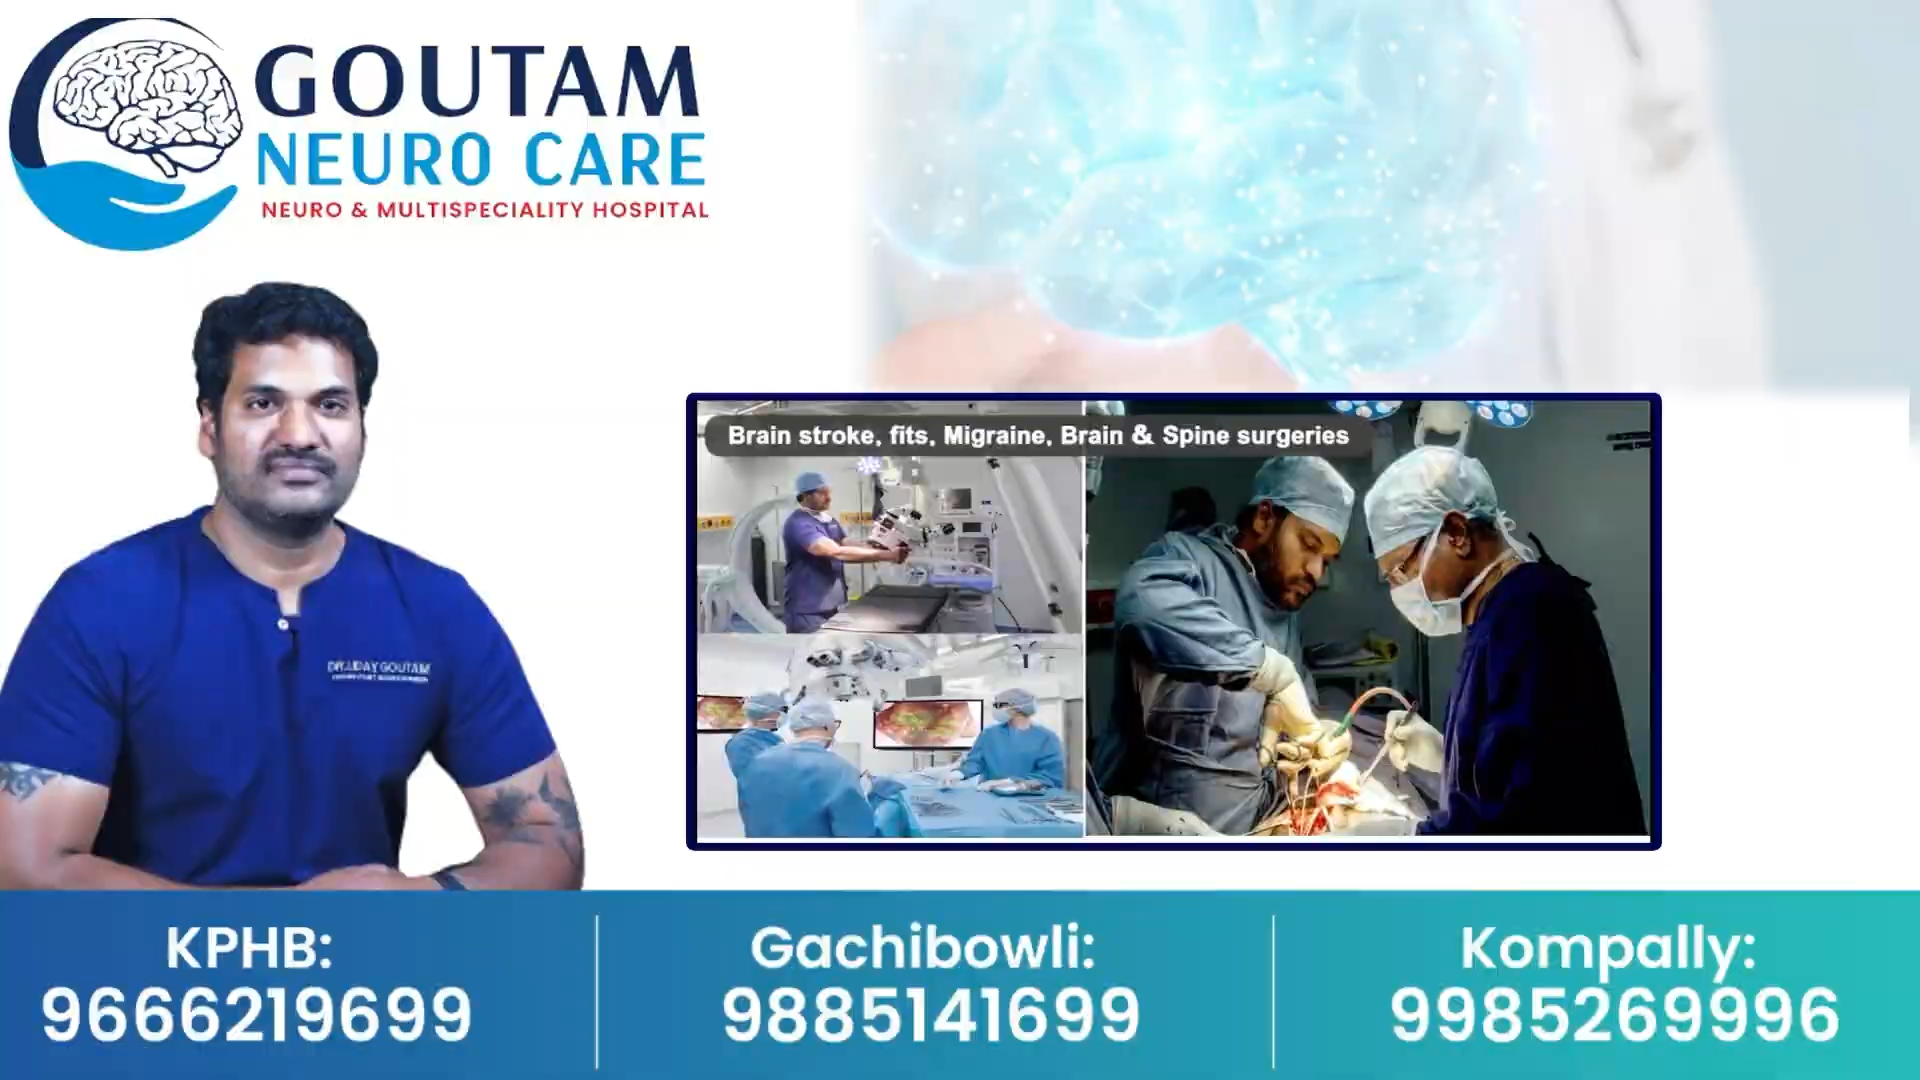 GOUTAM
NEURO CARE
NEURO & MULTISPECIALITY HOSPITAL
Brain stroke, fits, Migraine, Brain & Spine surgeries
DR.UDAY GOUTAM
KPHB:
9666219699
Gachibowli:
9885141699
Kompally:
9985269996